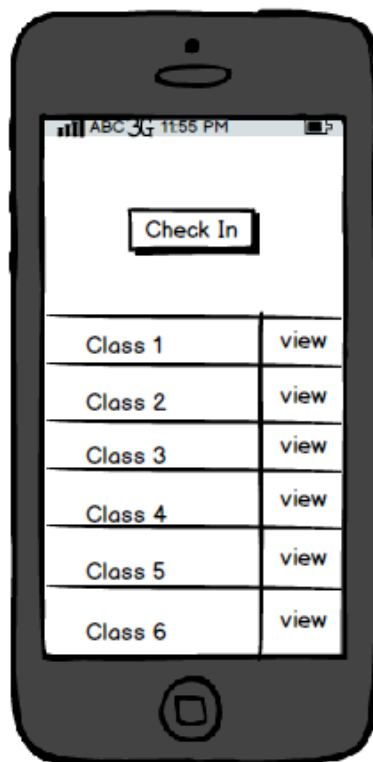 ABC 3G 11:55 PM
Check In
Class 1 view
Class 2 view
Class 3 view
Class 4 view
Class 5 view
Class 6 view